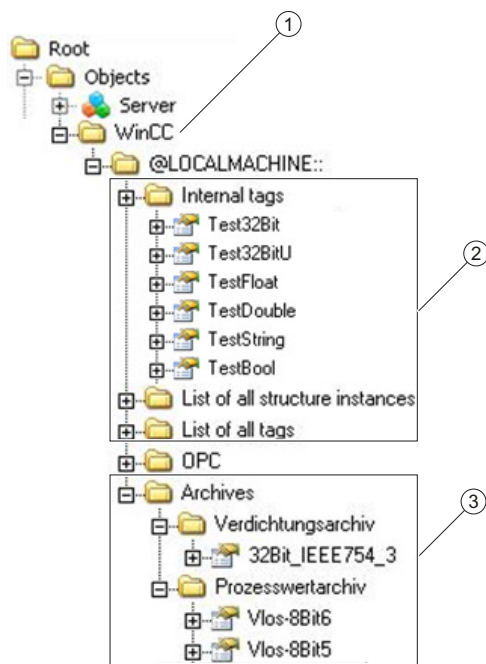 ①
Root
Objects
Server
WinCC
@LOCALMACHINE::
Internal tags
Test32Bit
Test32BitU
②
TestFloat
TestDouble
TestString
TestBool
List of all structure instances
List of all tags
OPC
Archives
③
Verdichtungsarchiv
32Bit_IEEE754_3
Prozesswertarchiv
Vlos-8Bit6
Vlos-8Bit5